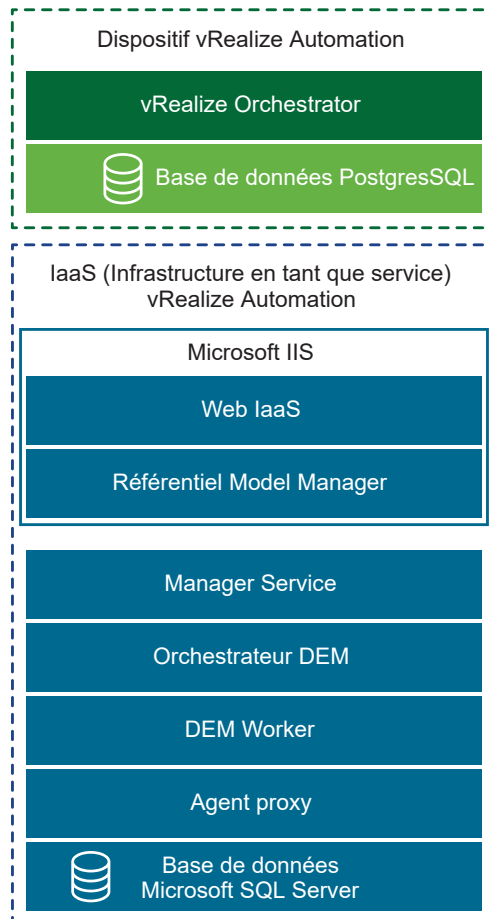 Dispositif vRealize Automation
vRealize Orchestrator
Base de données PostgresSQL
IaaS (Infrastructure en tant que service)
vRealize Automation
Microsoft IIS
Web IaaS
Référentiel Model Manager
Manager Service
Orchestrateur DEM
DEM Worker
Agent proxy
Base de données
Microsoft SQL Server